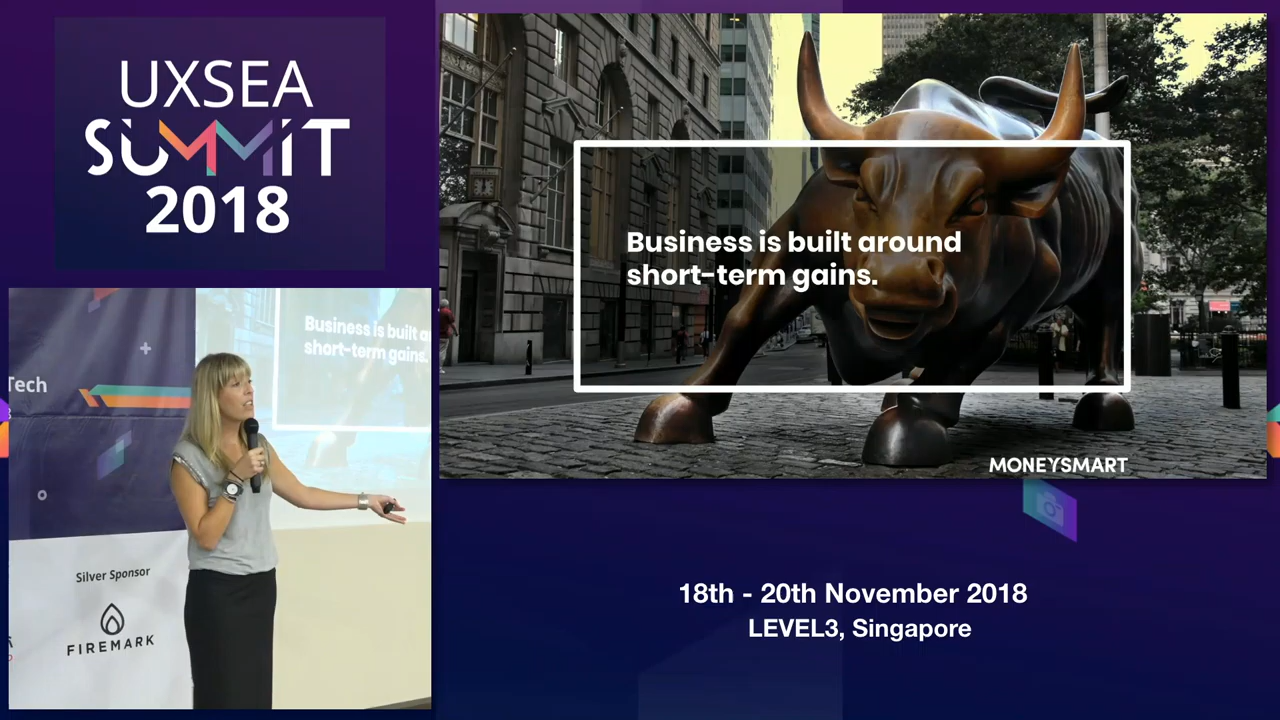 UXSEA
SUMMIT
2018
Business is built around
short-term gains.
MONEYSMART
Business is built a
short-term gains.
Tech
Silver Sponsor
FIREMARK
18th - 20th November 2018
LEVEL3, Singapore